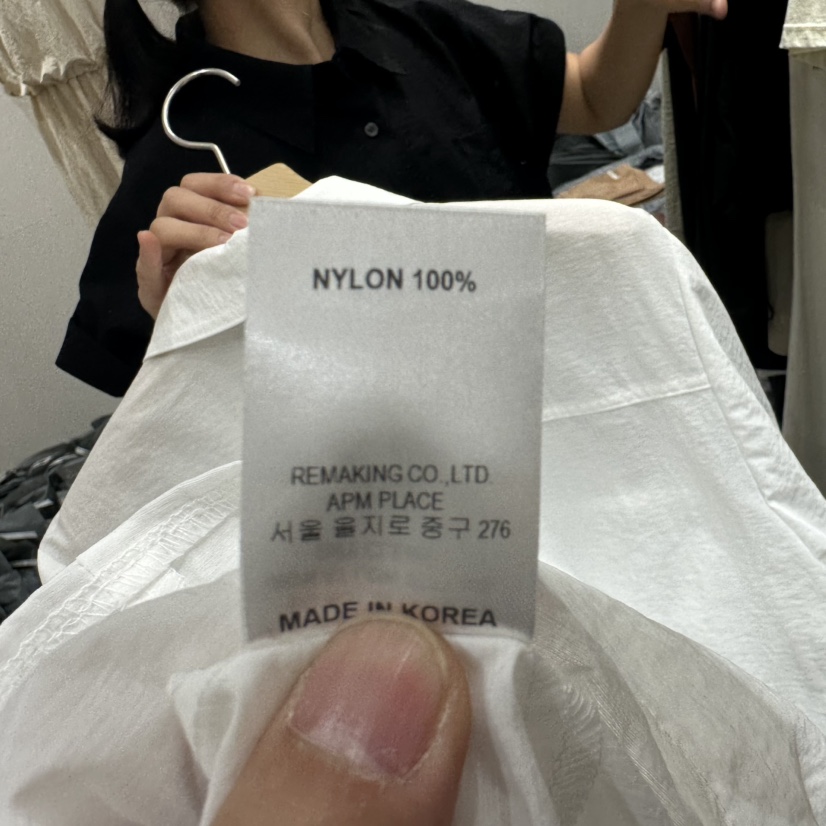 NYLON 100%
REMAKING CO.,LTD.
APM PLACE
서울 을지로 중구 276
MADE IN KOREA